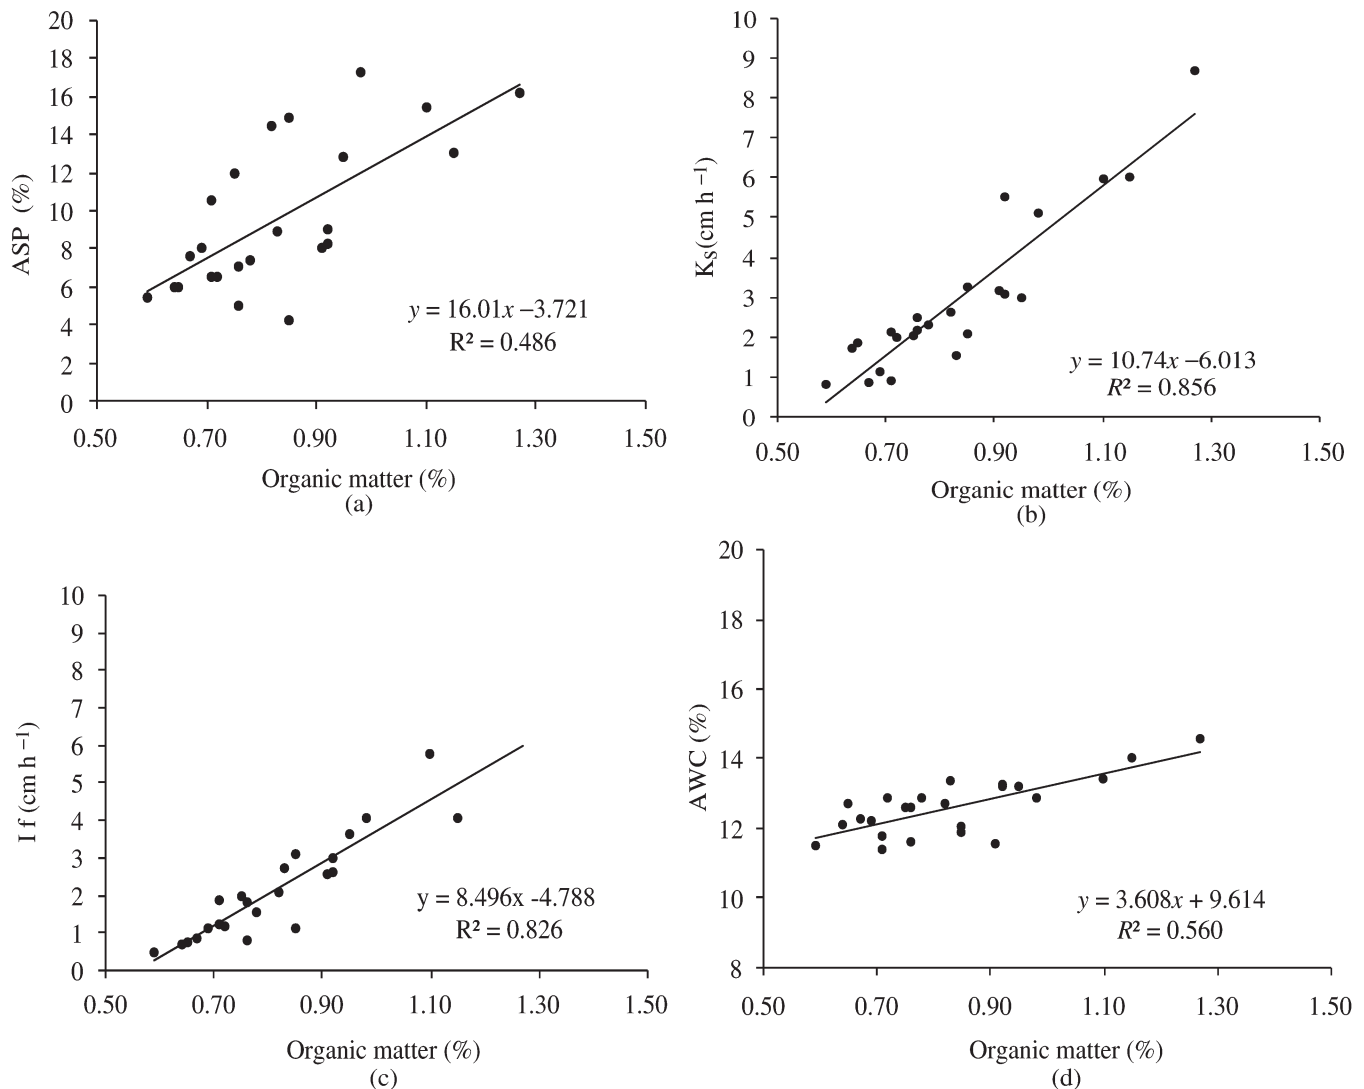 20
18
16
14
12
10
8
6
4
2
0
ASP (%)
y = 16.01x –3.721
R² = 0.486
0.50 0.70 0.90 1.10 1.30 1.50
Organic matter (%)
(a)
10
9
8
7
6
5
4
3
2
1
0
KS(cm h –1)
y = 10.74x –6.013
R² = 0.856
0.50 0.70 0.90 1.10 1.30 1.50
Organic matter (%)
(b)
10
9
8
7
6
5
4
3
2
1
0
I f (cm h –1)
y = 8.496x -4.788
R² = 0.826
0.50 0.70 0.90 1.10 1.30 1.50
Organic matter (%)
(c)
20
18
16
14
12
10
8
AWC (%)
y = 3.608x + 9.614
R² = 0.560
0.50 0.70 0.90 1.10 1.30 1.50
Organic matter (%)
(d)